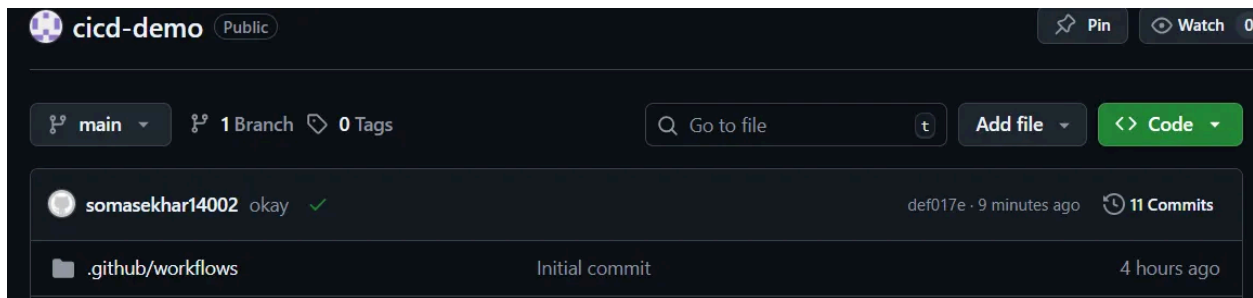 cicd-demo Public Pin Watch 0
main 1 Branch 0 Tags Go to file t Add file Code
somasekhar14002 okay def017e · 9 minutes ago 11 Commits
.github/workflows Initial commit 4 hours ago